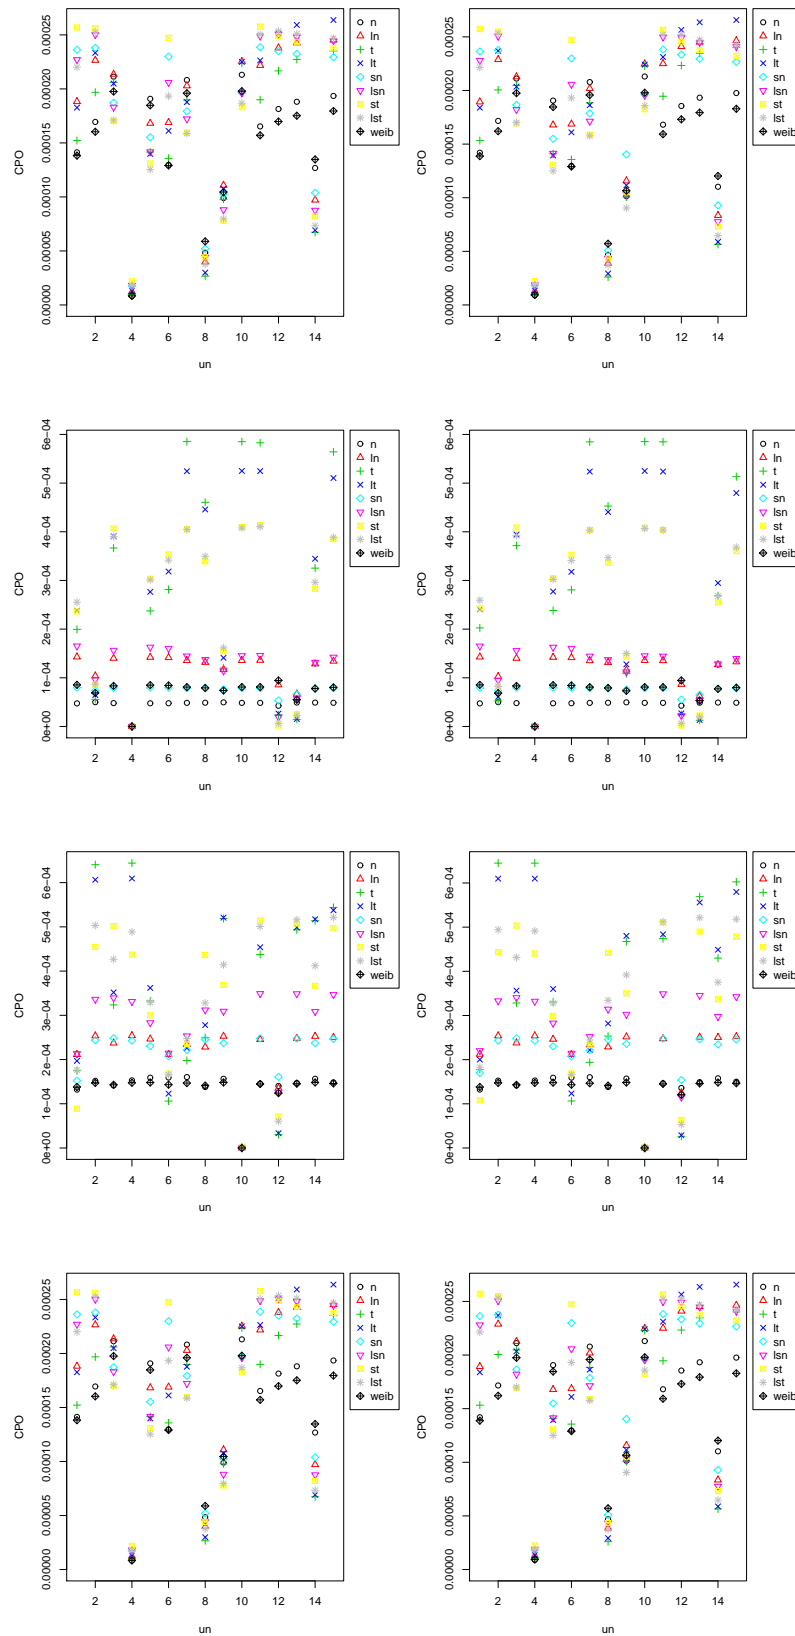 0.00000 0.00005 0.00010 0.00015 0.00020 0.00025
CPO
2 4 6 8 10 12 14
un
n
ln
t
lt
sn
lsn
st
lst
weib
0.00000 0.00005 0.00010 0.00015 0.00020 0.00025
CPO
2 4 6 8 10 12 14
un
n
ln
t
lt
sn
lsn
st
lst
weib
0e+00 1e-04 2e-04 3e-04 4e-04 5e-04 6e-04
CPO
2 4 6 8 10 12 14
un
n
ln
t
lt
sn
lsn
st
lst
weib
0e+00 1e-04 2e-04 3e-04 4e-04 5e-04 6e-04
CPO
2 4 6 8 10 12 14
un
n
ln
t
lt
sn
lsn
st
lst
weib
0e+00 1e-04 2e-04 3e-04 4e-04 5e-04 6e-04
CPO
2 4 6 8 10 12 14
un
n
ln
t
lt
sn
lsn
st
lst
weib
0e+00 1e-04 2e-04 3e-04 4e-04 5e-04 6e-04
CPO
2 4 6 8 10 12 14
un
n
ln
t
lt
sn
lsn
st
lst
weib
0.00000 0.00005 0.00010 0.00015 0.00020 0.00025
CPO
2 4 6 8 10 12 14
un
n
ln
t
lt
sn
lsn
st
lst
weib
0.00000 0.00005 0.00010 0.00015 0.00020 0.00025
CPO
2 4 6 8 10 12 14
un
n
ln
t
lt
sn
lsn
st
lst
weib